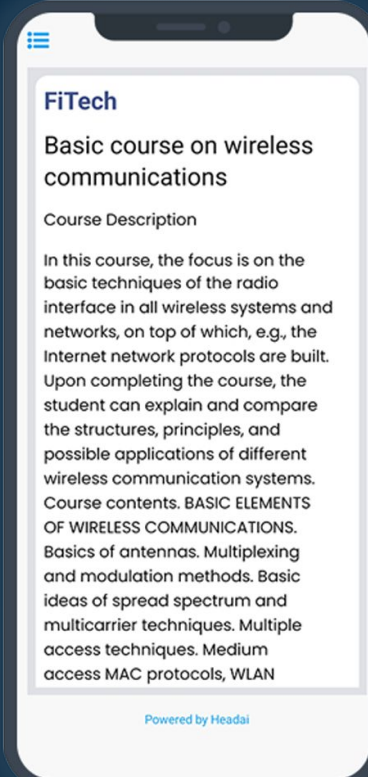 FiTech
Basic course on wireless
communications
Course Description
In this course, the focus is on the
basic techniques of the radio
interface in all wireless systems and
networks, on top of which, e.g., the
Internet network protocols are built.
Upon completing the course, the
student can explain and compare
the structures, principles, and
possible applications of different
wireless communication systems.
Course contents. BASIC ELEMENTS
OF WIRELESS COMMUNICATIONS.
Basics of antennas. Multiplexing
and modulation methods. Basic
ideas of spread spectrum and
multicarrier techniques. Multiple
access techniques. Medium
access MAC protocols, WLAN
Powered by Headai